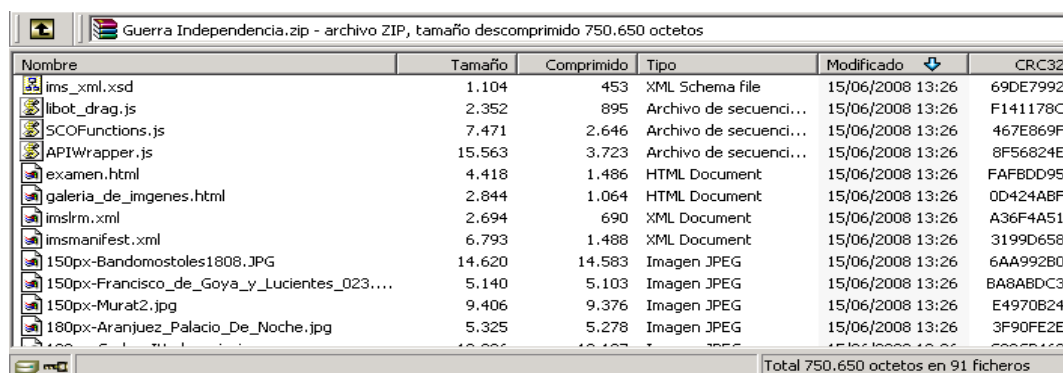 Guerra Independencia.zip - archivo ZIP, tamaño descomprimido 750.650 octetos
Nombre Tamaño Comprimido Tipo Modificado CRC32
ims_xml.xsd 1.104 453 XML Schema file 15/06/2008 13:26 69DE7992
libot_drag.js 2.352 895 Archivo de secuenci... 15/06/2008 13:26 F141178C
SCOFunctions.js 7.471 2.646 Archivo de secuenci... 15/06/2008 13:26 467E869F
APIWrapper.js 15.563 3.723 Archivo de secuenci... 15/06/2008 13:26 8F56824E
examen.html 4.418 1.486 HTML Document 15/06/2008 13:26 FAFBDD95
galeria_de_imgenes.html 2.844 1.064 HTML Document 15/06/2008 13:26 0D424ABF
imslrm.xml 2.694 690 XML Document 15/06/2008 13:26 A36F4A51
imsmanifest.xml 6.793 1.488 XML Document 15/06/2008 13:26 3199D658
150px-Bandomostoles1808.JPG 14.620 14.583 Imagen JPEG 15/06/2008 13:26 6AA992B0
150px-Francisco_de_Goya_y_Lucientes_023.... 5.140 5.103 Imagen JPEG 15/06/2008 13:26 BA8ABDC3
150px-Murat2.jpg 9.406 9.376 Imagen JPEG 15/06/2008 13:26 E4970B24
180px-Aranjuez_Palacio_De_Noche.jpg 5.325 5.278 Imagen JPEG 15/06/2008 13:26 3F90FE2E
Total 750.650 octetos en 91 ficheros